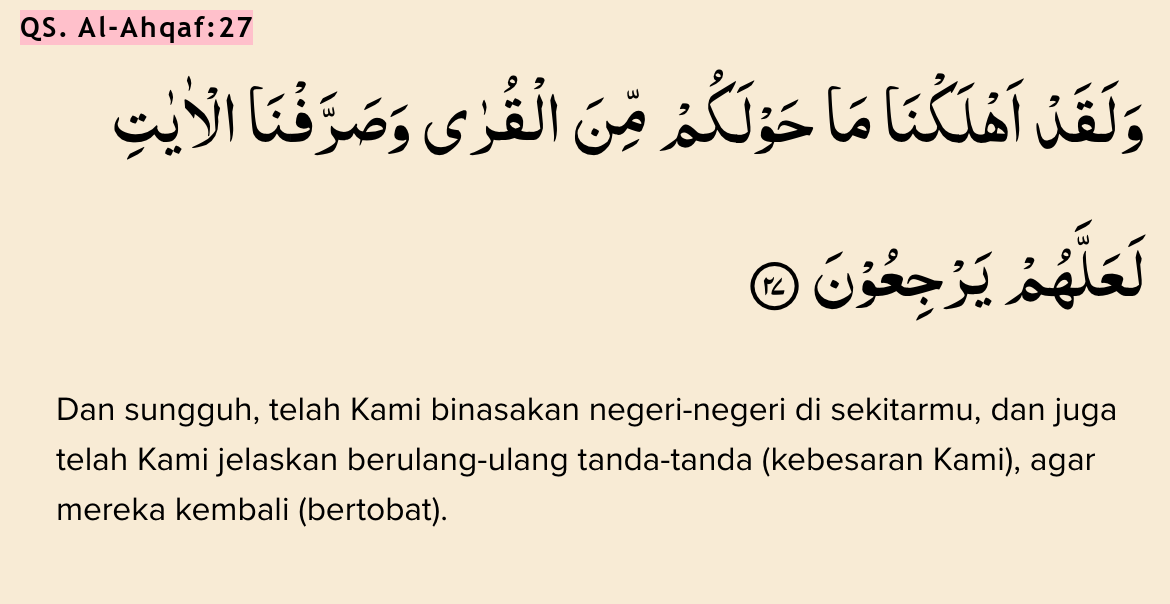 QS. Al-Ahqaf:27
وَلَقَدْ اَهْلَكْنَا مَا حَوْلَكُمْ مِّنَ الْقُرٰى وَصَرَّفْنَا الْاٰيٰتِ
لَعَلَّهُمْ يَرْجِعُوْنَ ٢٧
Dan sungguh, telah Kami binasakan negeri-negeri di sekitarmu, dan juga
telah Kami jelaskan berulang-ulang tanda-tanda (kebesaran Kami), agar
mereka kembali (bertobat).